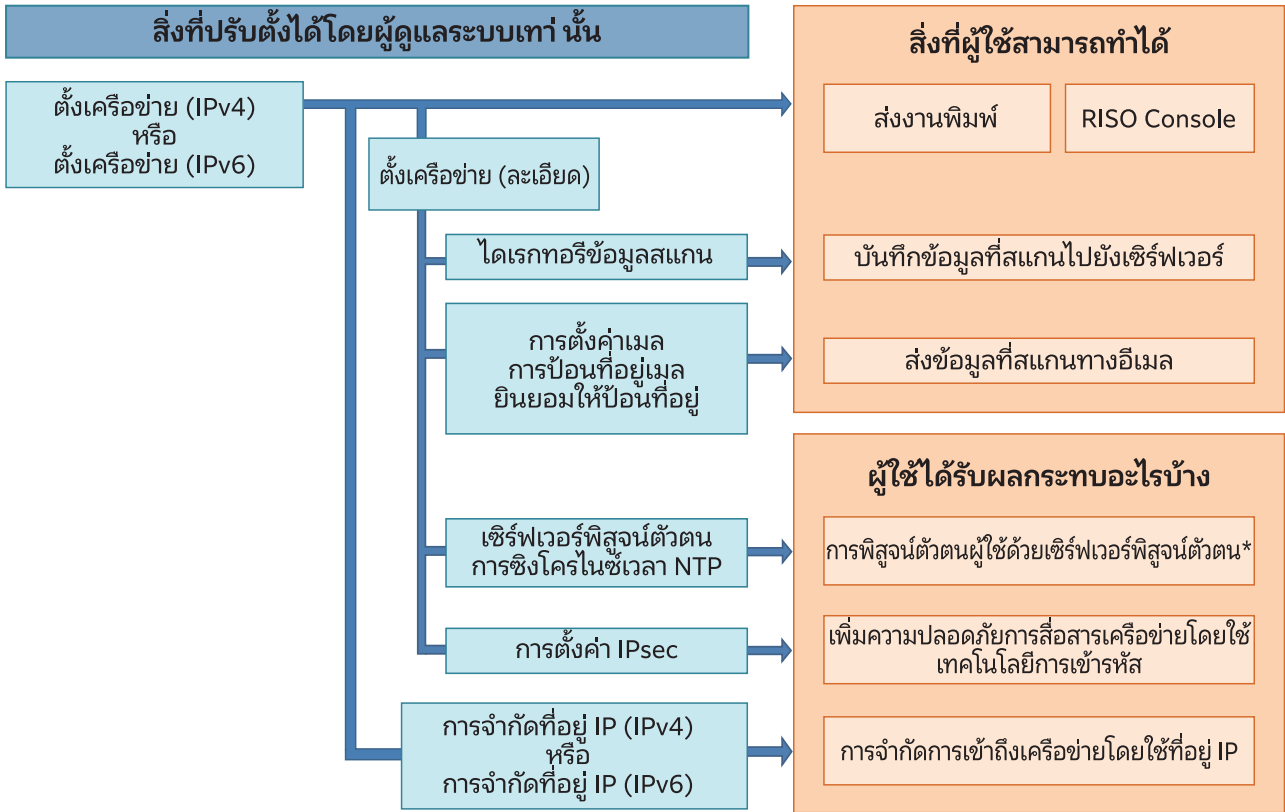 สิ่งที่ปรับตั้งได้โดยผู้ดูแลระบบเทา่ นั้น
ตั้งเครือข่าย (IPv4)
หรือ
ตั้งเครือข่าย (IPv6)
ตั้งเครือข่าย (ละเอียด)
ไดเรกทอรีข้อมูลสแกน
การตั้งค่าเมล
การป้อนที่อยู่เมล
ยินยอมให้ป้อนที่อยู่
เซิร์ฟเวอร์พิสูจน์ตัวตน
การซิงโครไนซ์เวลา NTP
การตั้งค่า IPsec
การจำกัดที่อยู่ IP (IPv4)
หรือ
การจำกัดที่อยู่ IP (IPv6)
สิ่งที่ผู้ใช้สามารถทำได้
ส่งงานพิมพ์
RISO Console
บันทึกข้อมูลที่สแกนไปยังเซิร์ฟเวอร์
ส่งข้อมูลที่สแกนทางอีเมล
ผู้ใช้ได้รับผลกระทบอะไรบ้าง
การพิสูจน์ตัวตนผู้ใช้ด้วยเซิร์ฟเวอร์พิสูจน์ตัวตน*
เพิ่มความปลอดภัยการสื่อสารเครือข่ายโดยใช้
เทคโนโลยีการเข้ารหัส
การจำกัดการเข้าถึงเครือข่ายโดยใช้ที่อยู่ IP